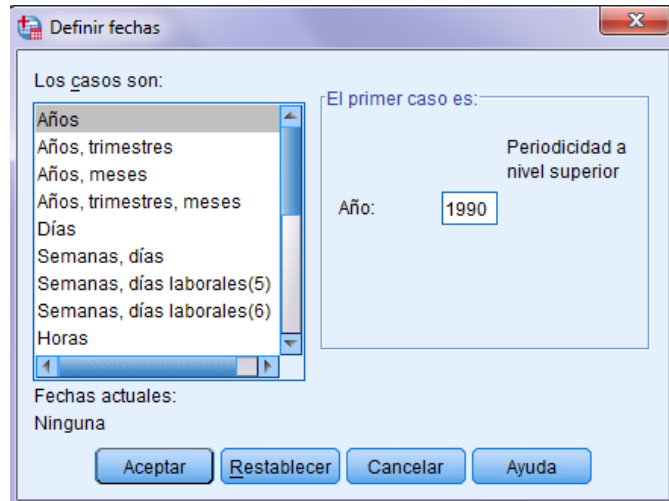 Definir fechas
Los casos son:
Años
Años, trimestres
Años, meses
Años, trimestres, meses
Días
Semanas, días
Semanas, días laborales(5)
Semanas, días laborales(6)
Horas
El primer caso es:
Periodicidad a
nivel superior
Año: 1990
Fechas actuales:
Ninguna
Aceptar Restablecer Cancelar Ayuda